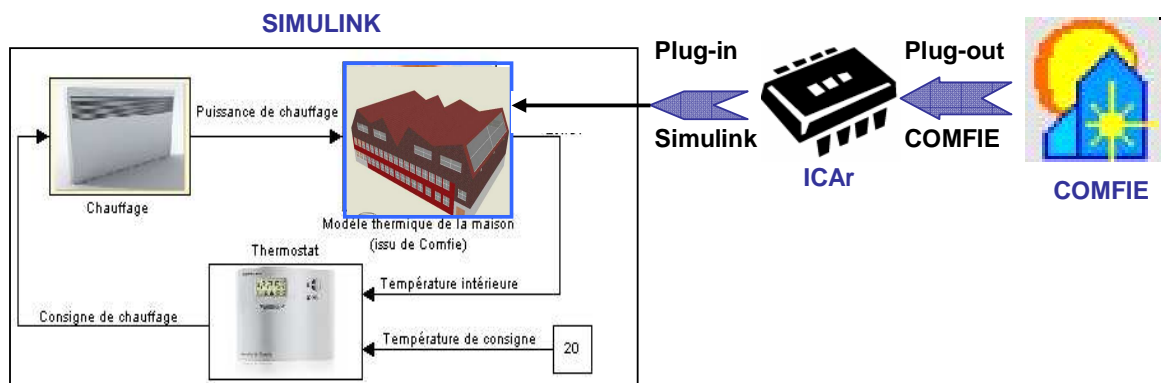 SIMULINK
Plug-in
Plug-out
Puissance de chauffage
Simulink
COMFIE
ICAr
COMFIE
Chauffage
Modèle thermique de la maison
(issu de Comfie)
Thermostat
Température intérieure
Consigne de chauffage
Température de consigne
20